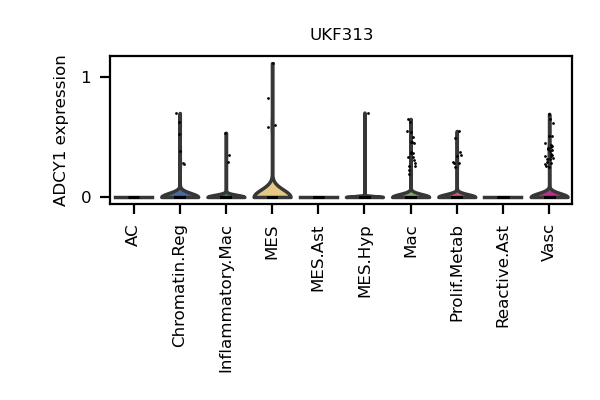 UKF313
ADCY1 expression
1
0
AC
Chromatin.Reg
Inflammatory.Mac
MES
MES.Ast
MES.Hyp
Mac
Prolif.Metab
Reactive.Ast
Vasc